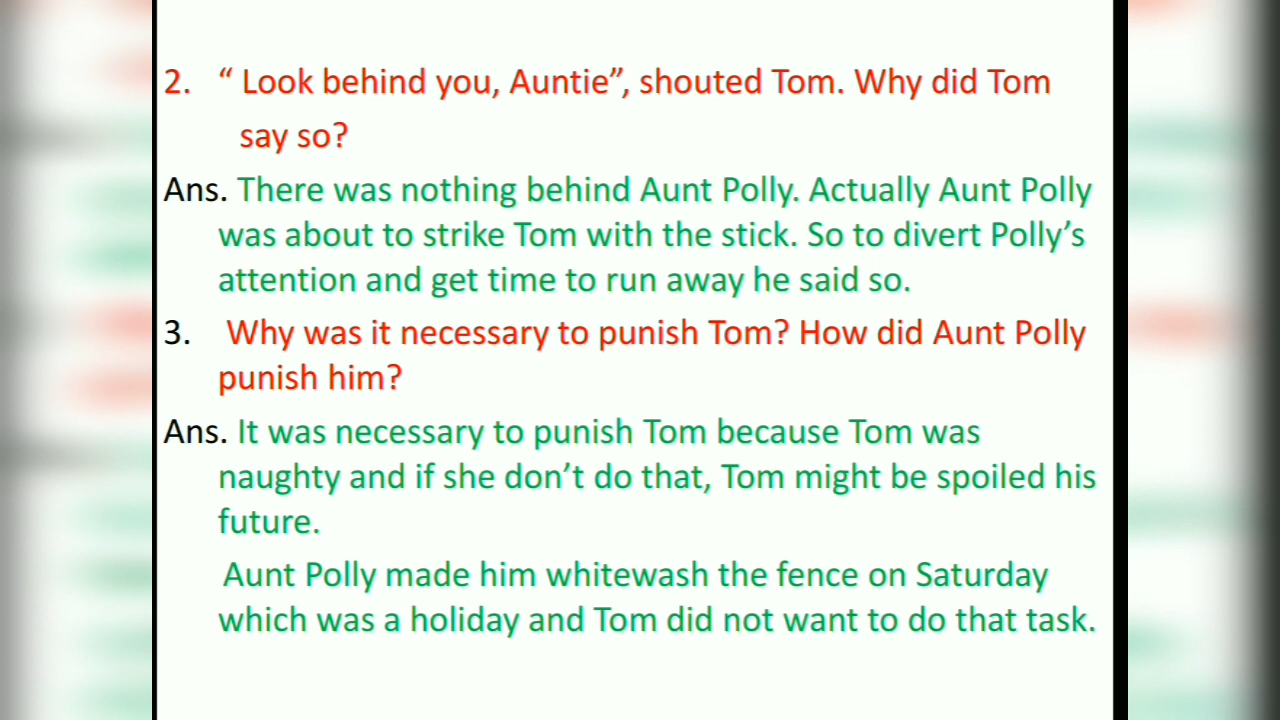 2. “ Look behind you, Auntie”, shouted Tom. Why did Tom
say so?
Ans. There was nothing behind Aunt Polly. Actually Aunt Polly
was about to strike Tom with the stick. So to divert Polly’s
attention and get time to run away he said so.
3. Why was it necessary to punish Tom? How did Aunt Polly
punish him?
Ans. It was necessary to punish Tom because Tom was
naughty and if she don’t do that, Tom might be spoiled his
future.
Aunt Polly made him whitewash the fence on Saturday
which was a holiday and Tom did not want to do that task.